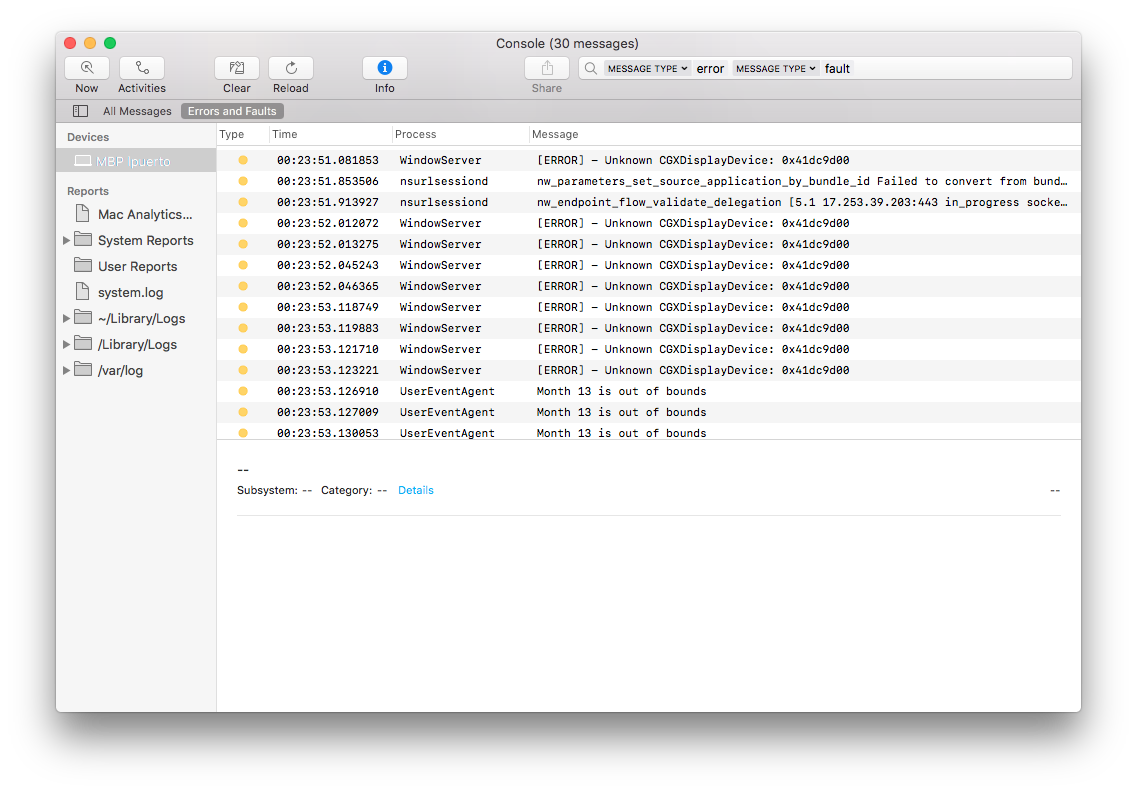 Console (30 messages)
MESSAGE TYPE error MESSAGE TYPE fault
Now Activities Clear Reload Info Share
All Messages Errors and Faults
Devices
MBP lpuerto
Reports
Mac Analytics...
System Reports
User Reports
system.log
~/Library/Logs
/Library/Logs
/var/log
Type Time Process Message
00:23:51.081853 WindowServer [ERROR] - Unknown CGXDisplayDevice: 0x41dc9d00
00:23:51.853506 nsurlsessiond nw_parameters_set_source_application_by_bundle_id Failed to convert from bund…
00:23:51.913927 nsurlsessiond nw_endpoint_flow_validate_delegation [5.1 17.253.39.203:443 in_progress socke…
00:23:52.012072 WindowServer [ERROR] - Unknown CGXDisplayDevice: 0x41dc9d00
00:23:52.013275 WindowServer [ERROR] - Unknown CGXDisplayDevice: 0x41dc9d00
00:23:52.045243 WindowServer [ERROR] - Unknown CGXDisplayDevice: 0x41dc9d00
00:23:52.046365 WindowServer [ERROR] - Unknown CGXDisplayDevice: 0x41dc9d00
00:23:53.118749 WindowServer [ERROR] - Unknown CGXDisplayDevice: 0x41dc9d00
00:23:53.119883 WindowServer [ERROR] - Unknown CGXDisplayDevice: 0x41dc9d00
00:23:53.121710 WindowServer [ERROR] - Unknown CGXDisplayDevice: 0x41dc9d00
00:23:53.123221 WindowServer [ERROR] - Unknown CGXDisplayDevice: 0x41dc9d00
00:23:53.126910 UserEventAgent Month 13 is out of bounds
00:23:53.127009 UserEventAgent Month 13 is out of bounds
00:23:53.130053 UserEventAgent Month 13 is out of bounds
--
Subsystem: -- Category: -- Details --